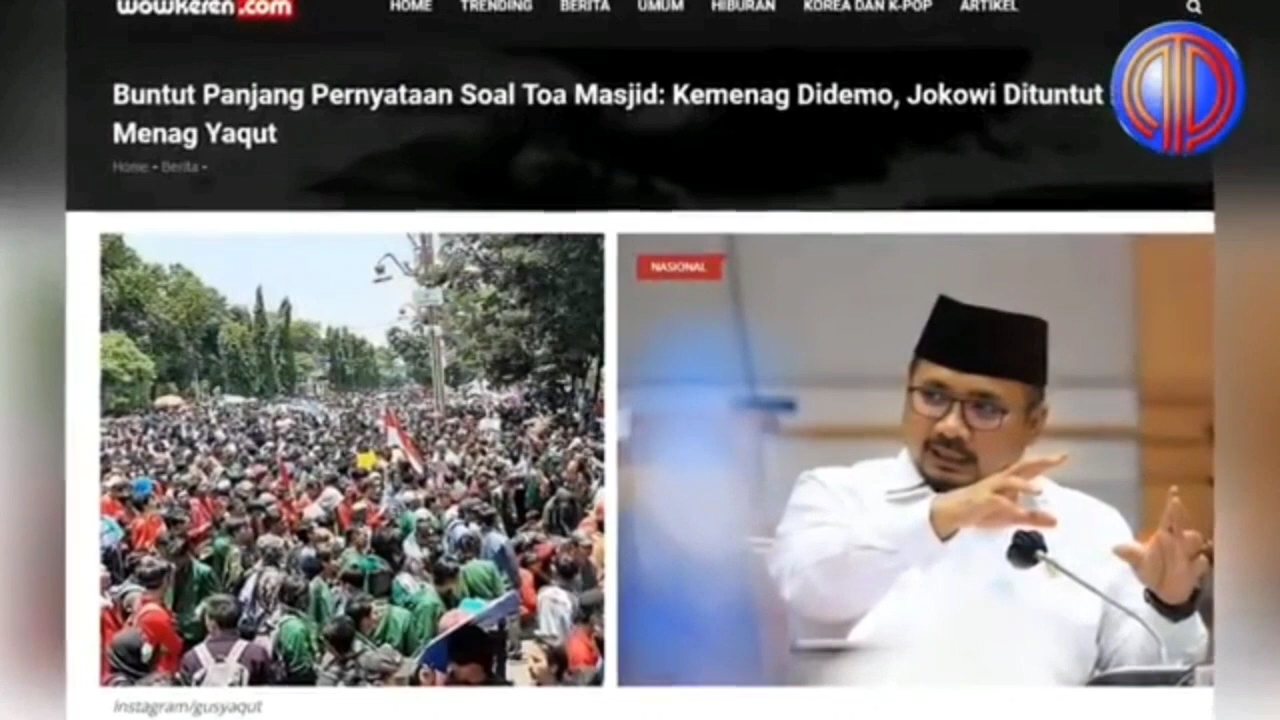 wowkeren.com
HOME TRENDING BERITA UMUM HIBURAN KOREA DAN K-POP ARTIKEL
Buntut Panjang Pernyataan Soal Toa Masjid: Kemenag Didemo, Jokowi Dituntut
Menag Yaqut
Home - Berita -
NASIONAL
instagram/gusyaqut